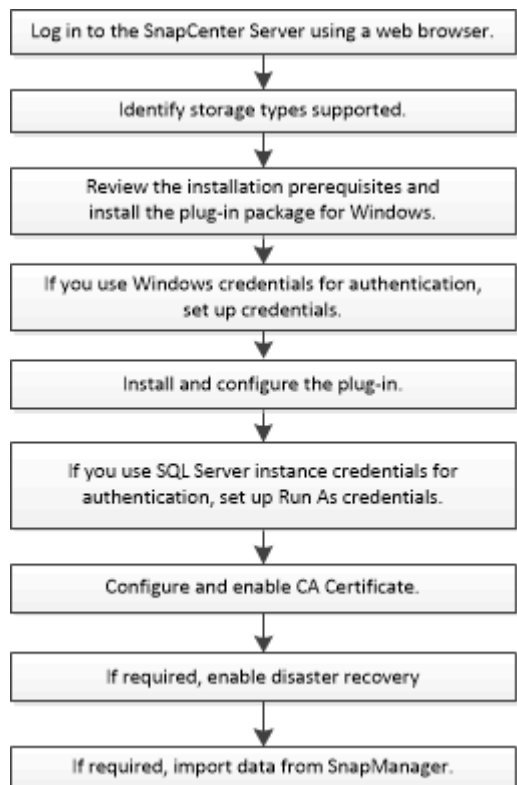 Log in to the SnapCenter Server using a web browser.
Identify storage types supported.
Review the installation prerequisites and
install the plug-in package for Windows.
If you use Windows credentials for authentication,
set up credentials.
Install and configure the plug-in.
If you use SQL Server instance credentials for
authentication, set up Run As credentials.
Configure and enable CA Certificate.
If required, enable disaster recovery
If required, import data from SnapManager.